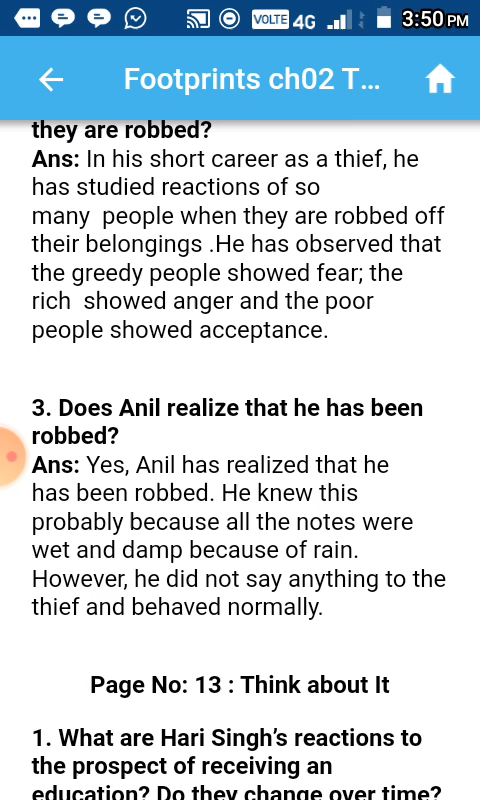 VOLTE 4G 3:50 PM
Footprints ch02 T...
they are robbed?
Ans: In his short career as a thief, he
has studied reactions of so
many  people when they are robbed off
their belongings .He has observed that
the greedy people showed fear; the
rich  showed anger and the poor
people showed acceptance.
3. Does Anil realize that he has been
robbed?
Ans: Yes, Anil has realized that he
has been robbed. He knew this
probably because all the notes were
wet and damp because of rain.
However, he did not say anything to the
thief and behaved normally.
Page No: 13 : Think about It
1. What are Hari Singh’s reactions to
the prospect of receiving an
education? Do they change over time?